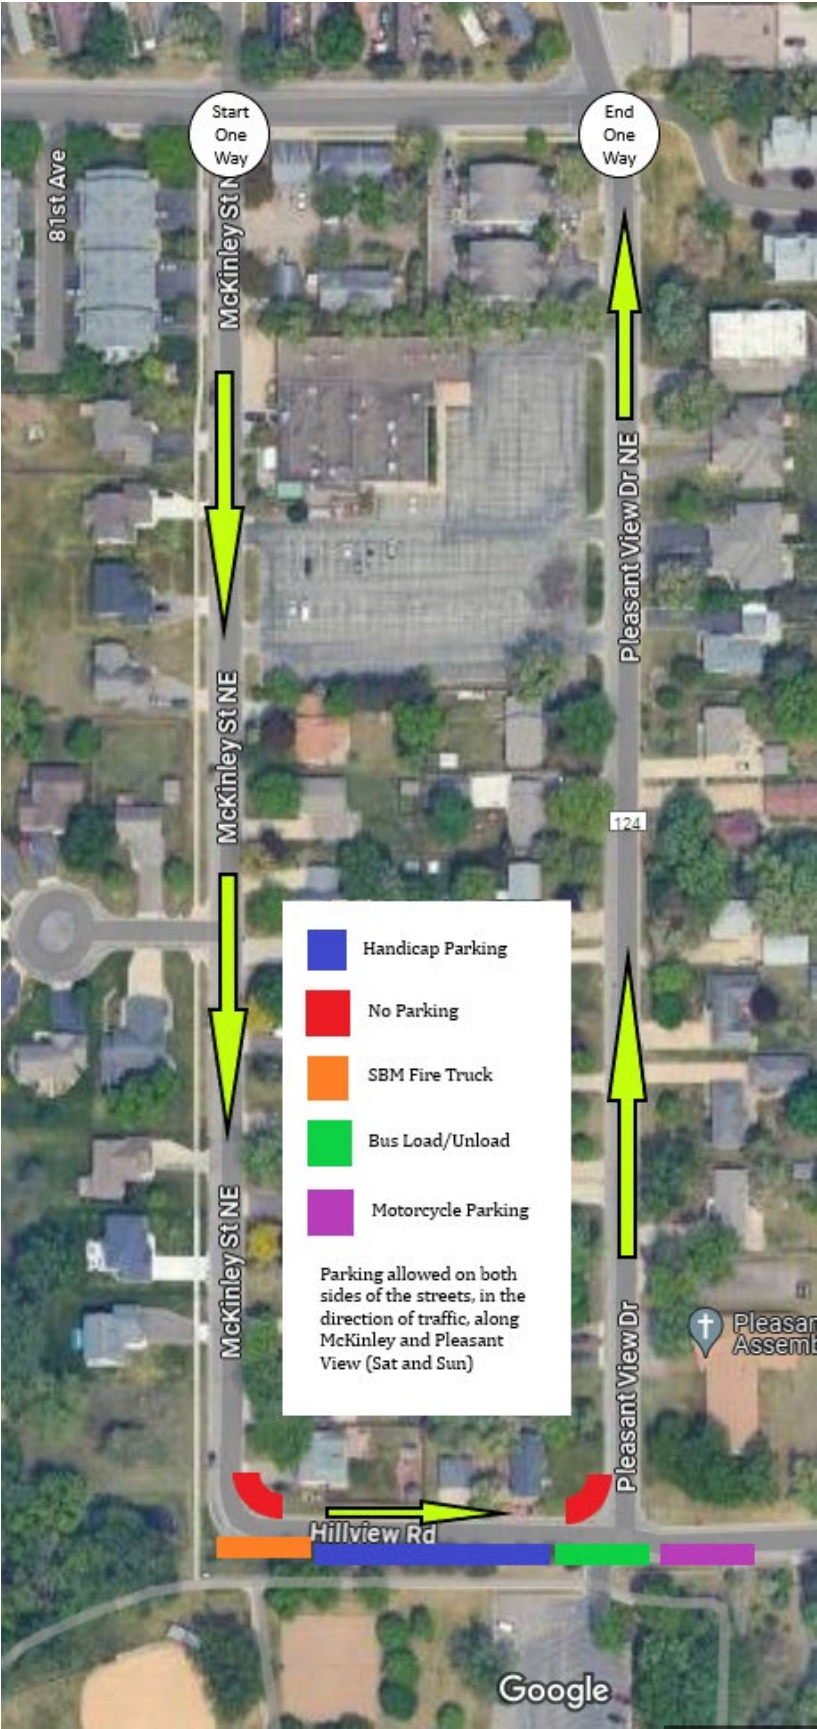 Start
One
Way
End
One
Way
81st Ave
McKinley St N
Pleasant View Dr NE
McKinley St NE
124
Handicap Parking
No Parking
SBM Fire Truck
Bus Load/Unload
Motorcycle Parking
Parking allowed on both
sides of the streets, in the
direction of traffic, along
McKinley and Pleasant
View (Sat and Sun)
McKinley St NE
Pleasant View Dr
Pleasan
Assemb
Hillview Rd
Google